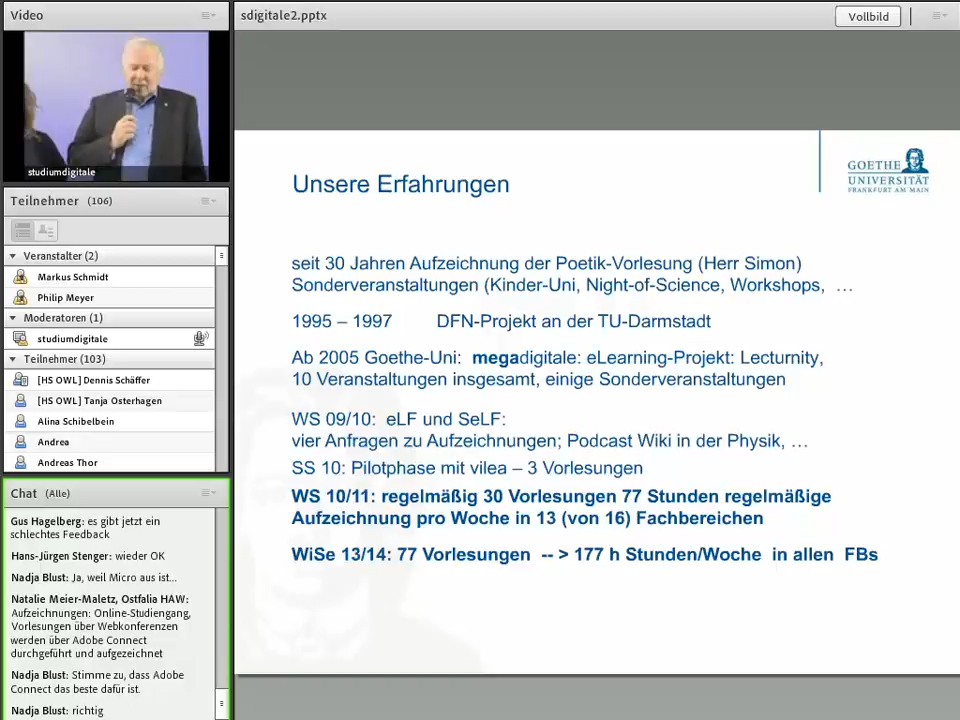 Video
studiumdigitale
Teilnehmer (106)
Veranstalter (2)
Markus Schmidt
Philip Meyer
Moderatoren (1)
studiumdigitale
Teilnehmer (103)
[HS OWL] Dennis Schäffer
[HS OWL] Tanja Osterhagen
Alina Schibelbein
Andrea
Andreas Thor
Chat (Alle)
Gus Hagelberg: es gibt jetzt ein
schlechtes Feedback
Hans-Jürgen Stenger: wieder OK
Nadja Blust: Ja, weil Micro aus ist...
Natalie Meier-Maletz, Ostfalia HAW:
Aufzeichnungen: Online-Studiengang,
Vorlesungen über Webkonferenzen
werden über Adobe Connect
durchgeführt und aufgezeichnet
Nadja Blust: Stimme zu, dass Adobe
Connect das beste dafür ist.
Nadja Blust: richtig
sdigitale2.pptx
Vollbild
GOETHE
UNIVERSITÄT
FRANKFURT AM MAIN
Unsere Erfahrungen
seit 30 Jahren Aufzeichnung der Poetik-Vorlesung (Herr Simon)
Sonderveranstaltungen (Kinder-Uni, Night-of-Science, Workshops, …
1995 – 1997 DFN-Projekt an der TU-Darmstadt
Ab 2005 Goethe-Uni: megadigitale: eLearning-Projekt: Lecturnity,
10 Veranstaltungen insgesamt, einige Sonderveranstaltungen
WS 09/10: eLF und SeLF:
vier Anfragen zu Aufzeichnungen; Podcast Wiki in der Physik, …
SS 10: Pilotphase mit vilea – 3 Vorlesungen
WS 10/11: regelmäßig 30 Vorlesungen 77 Stunden regelmäßige
Aufzeichnung pro Woche in 13 (von 16) Fachbereichen
WiSe 13/14: 77 Vorlesungen -- > 177 h Stunden/Woche in allen FBs